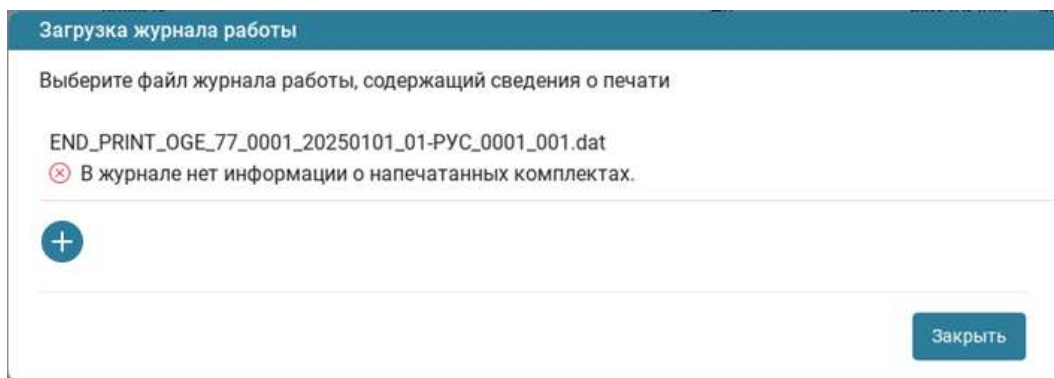 Загрузка журнала работы
Выберите файл журнала работы, содержащий сведения о печати
END_PRINT_OGE_77_0001_20250101_01-РУС_0001_001.dat
В журнале нет информации о напечатанных комплектах.
Закрыть